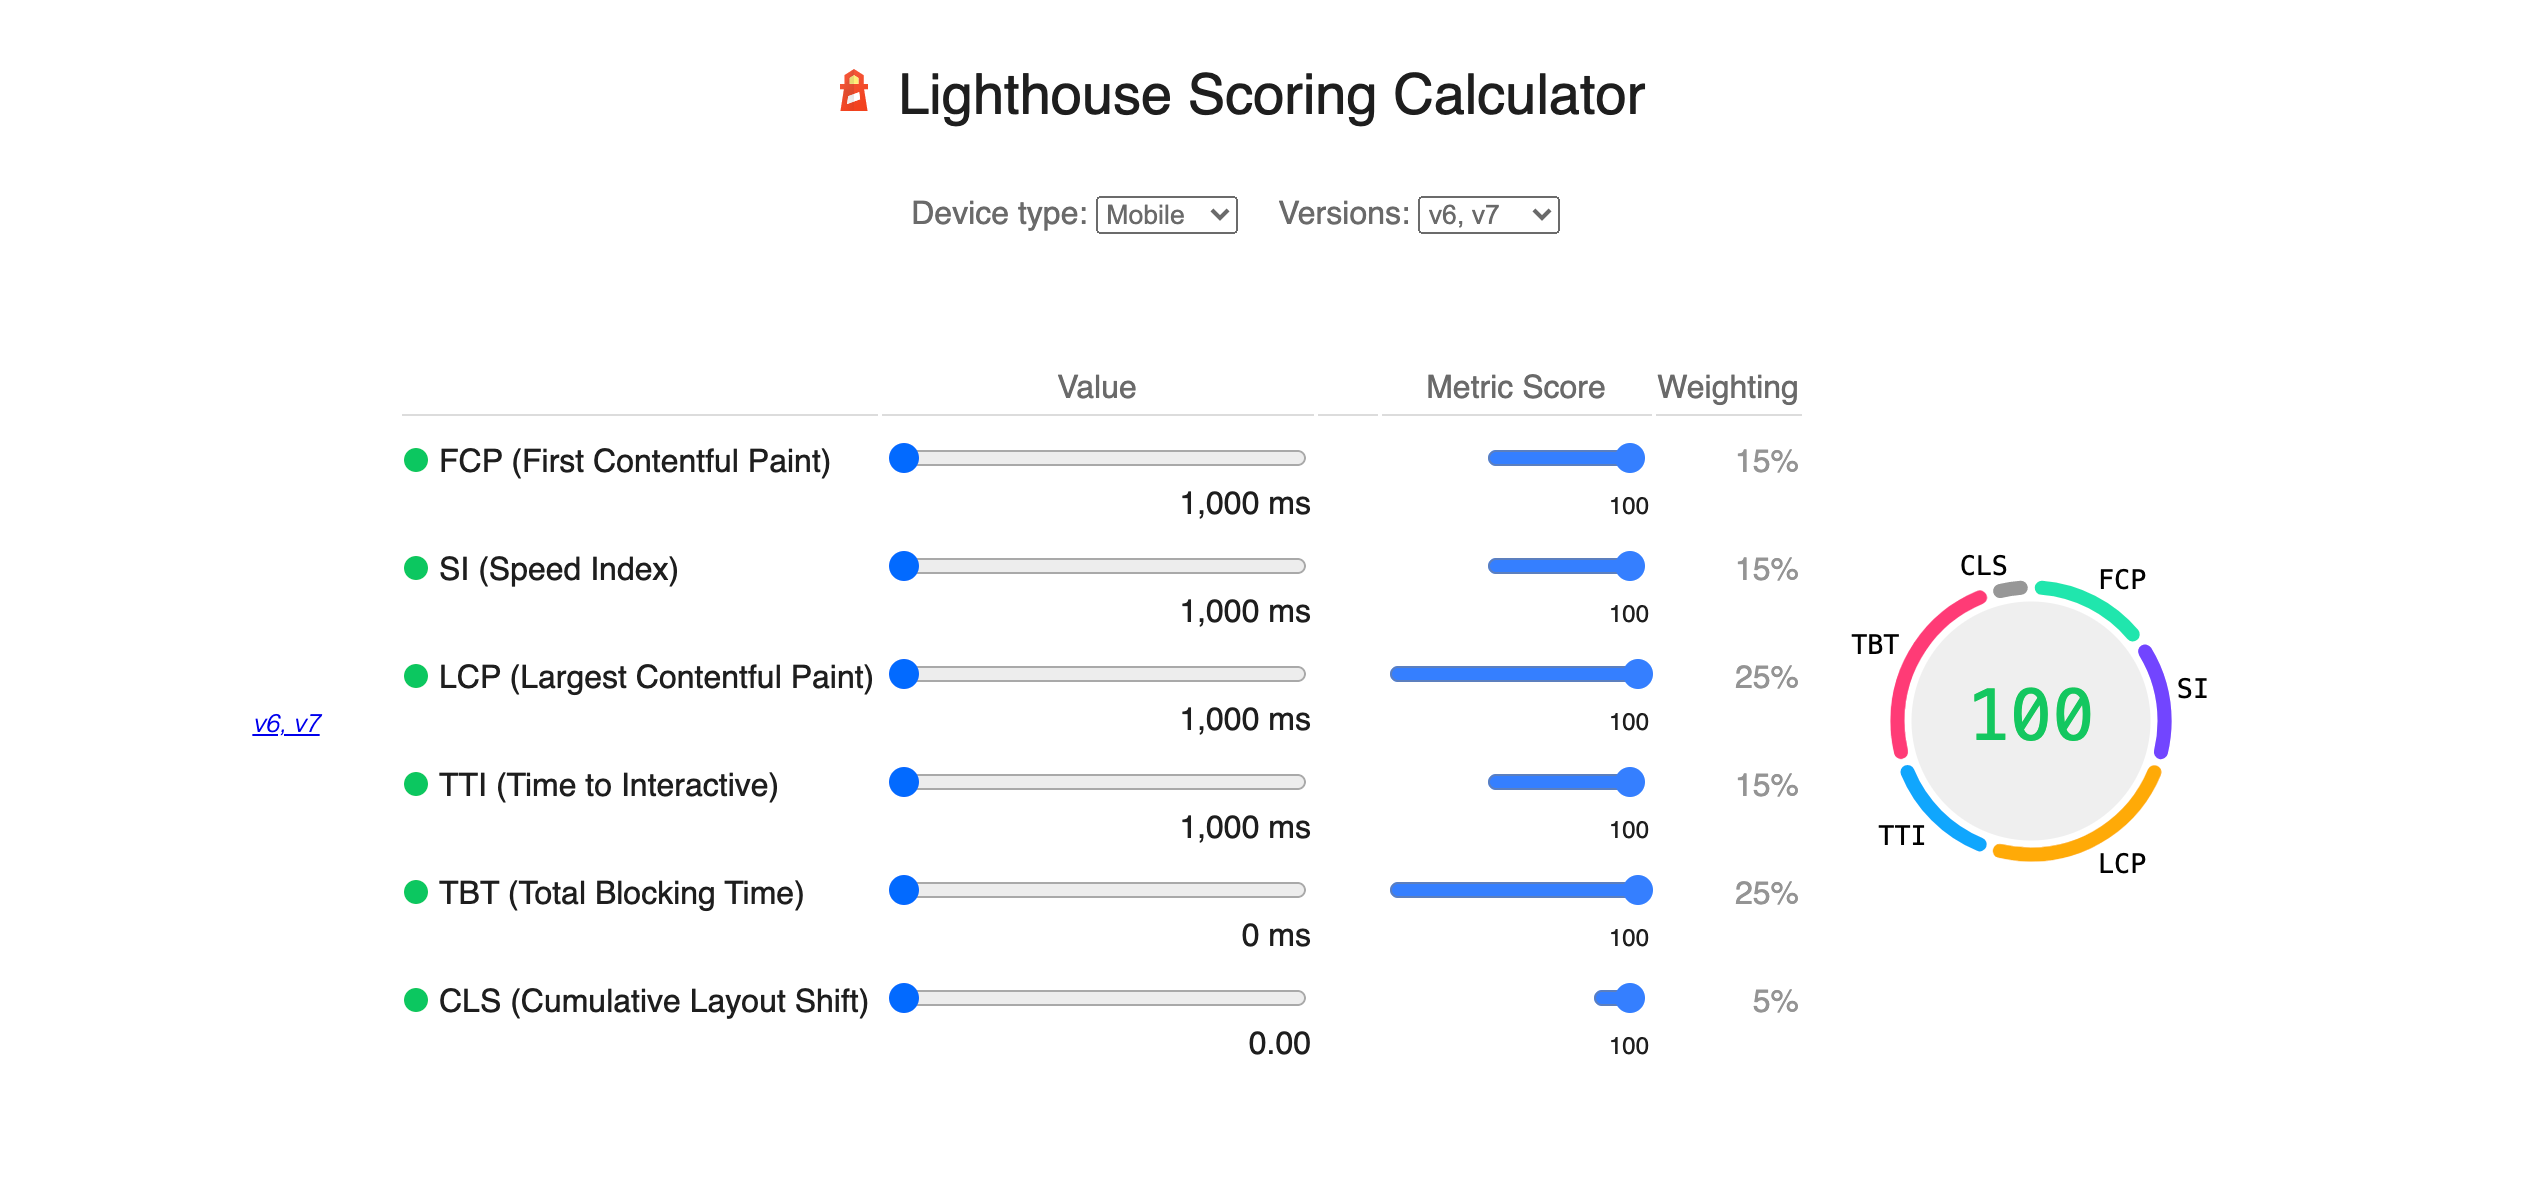 Lighthouse Scoring Calculator
Device type: Mobile Versions: v6, v7
Value Metric Score Weighting
FCP (First Contentful Paint) 15%
1,000 ms 100
SI (Speed Index) 15%
1,000 ms 100
LCP (Largest Contentful Paint) 25%
1,000 ms 100
v6, v7
TTI (Time to Interactive) 15%
1,000 ms 100
TBT (Total Blocking Time) 25%
0 ms 100
CLS (Cumulative Layout Shift) 5%
0.00 100
CLS
FCP
TBT
SI
100
TTI
LCP